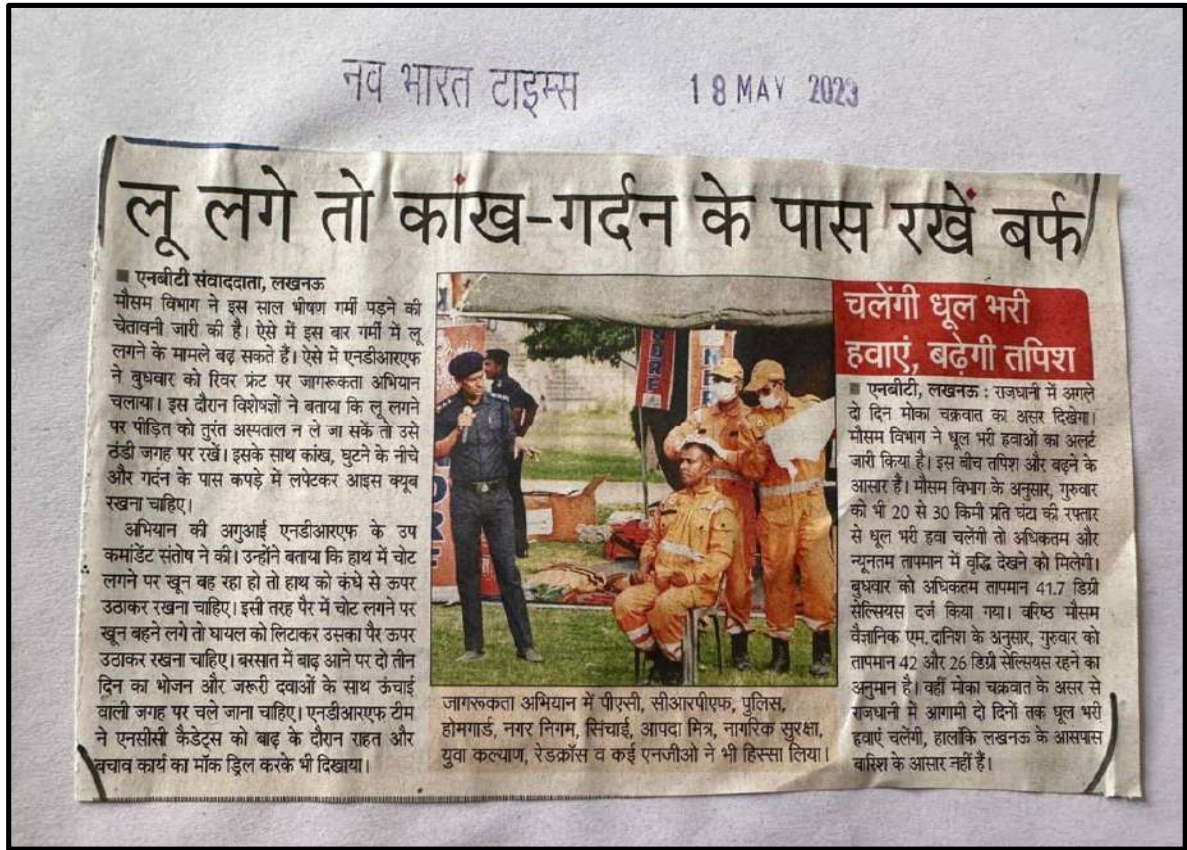 नव भारत टाइम्स
18 MAY 2023
लू लगे तो कांख-गर्दन के पास रखें बर्फ
■ एनबीटी संवाददाता, लखनऊ
मौसम विभाग ने इस साल भीषण गर्मी पड़ने की
चेतावनी जारी की है। ऐसे में इस बार गर्मी में लू
लगने के मामले बढ़ सकते हैं। ऐसे में एनडीआरएफ
ने बुधवार को रिवर फ्रंट पर जागरूकता अभियान
चलाया। इस दौरान विशेषज्ञों ने बताया कि लू लगने
पर पीड़ित को तुरंत अस्पताल न ले जा सकें तो उसे
ठंडी जगह पर रखें। इसके साथ कांख, घुटने के नीचे
और गर्दन के पास कपड़े में लपेटकर आइस क्यूब
रखना चाहिए।
अभियान की अगुआई एनडीआरएफ के उप
कमांडेंट संतोष ने की। उन्होंने बताया कि हाथ में चोट
लगने पर खून बह रहा हो तो हाथ को कंधे से ऊपर
उठाकर रखना चाहिए। इसी तरह पैर में चोट लगने पर
खून बहने लगे तो घायल को लिटाकर उसका पैर ऊपर
उठाकर रखना चाहिए। बरसात में बाढ़ आने पर दो तीन
दिन का भोजन और जरूरी दवाओं के साथ ऊंचाई
वाली जगह पर चले जाना चाहिए। एनडीआरएफ टीम
ने एनसीसी कैडेट्स को बाढ़ के दौरान राहत और
बचाव कार्य का मॉक ड्रिल करके भी दिखाया।
जागरूकता अभियान में पीएसी, सीआरपीएफ, पुलिस,
होमगार्ड, नगर निगम, सिंचाई, आपदा मित्र, नागरिक सुरक्षा,
युवा कल्याण, रेडक्रॉस व कई एनजीओ ने भी हिस्सा लिया।
चलेंगी धूल भरी
हवाएं, बढ़ेगी तपिश
■ एनबीटी, लखनऊ : राजधानी में अगले
दो दिन मोका चक्रवात का असर दिखेगा।
मौसम विभाग ने धूल भरी हवाओं का अलर्ट
जारी किया है। इस बीच तपिश और बढ़ने के
आसार हैं। मौसम विभाग के अनुसार, गुरुवार
को भी 20 से 30 किमी प्रति घंटा की रफ्तार
से धूल भरी हवा चलेंगी तो अधिकतम और
न्यूनतम तापमान में वृद्धि देखने को मिलेगी।
बुधवार को अधिकतम तापमान 41.7 डिग्री
सेल्सियस दर्ज किया गया। वरिष्ठ मौसम
वैज्ञानिक एम.दानिश के अनुसार, गुरुवार को
तापमान 42 और 26 डिग्री सेल्सियस रहने का
अनुमान है। वहीं मोका चक्रवात के असर से
राजधानी में आगामी दो दिनों तक धूल भरी
हवाएं चलेंगी, हालांकि लखनऊ के आसपास
बारिश के आसार नहीं हैं।